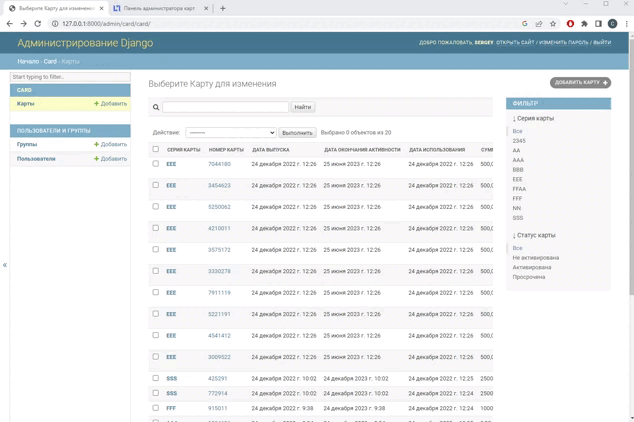 Выберите Карту для изменения
Панель администратора карт
127.0.0.1:8000/admin/card/card/
Администрирование Django
ДОБРО ПОЖАЛОВАТЬ, SERGEY. ОТКРЫТЬ САЙТ / ИЗМЕНИТЬ ПАРОЛЬ / ВЫЙТИ
Начало › Card › Карты
Start typing to filter...
CARD
Карты + Добавить
ПОЛЬЗОВАТЕЛИ И ГРУППЫ
Группы + Добавить
Пользователи + Добавить
«
Выберите Карту для изменения
ДОБАВИТЬ КАРТУ +
Найти
Действие: --------- Выполнить Выбрано 0 объектов из 20
СЕРИЯ КАРТЫ НОМЕР КАРТЫ ДАТА ВЫПУСКА ДАТА ОКОНЧАНИЯ АКТИВНОСТИ ДАТА ИСПОЛЬЗОВАНИЯ СУММ
EEE 7044180 24 декабря 2022 г. 12:26 25 июня 2023 г. 12:26 24 декабря 2022 г. 12:26 500,0
EEE 3454623 24 декабря 2022 г. 12:26 25 июня 2023 г. 12:26 24 декабря 2022 г. 12:26 500,0
EEE 5250062 24 декабря 2022 г. 12:26 25 июня 2023 г. 12:26 24 декабря 2022 г. 12:26 500,0
EEE 4210011 24 декабря 2022 г. 12:26 25 июня 2023 г. 12:26 24 декабря 2022 г. 12:26 500,0
EEE 3575172 24 декабря 2022 г. 12:26 25 июня 2023 г. 12:26 24 декабря 2022 г. 12:26 500,0
EEE 3330278 24 декабря 2022 г. 12:26 25 июня 2023 г. 12:26 24 декабря 2022 г. 12:26 500,0
EEE 7911119 24 декабря 2022 г. 12:26 25 июня 2023 г. 12:26 24 декабря 2022 г. 12:26 500,0
EEE 5221191 24 декабря 2022 г. 12:26 25 июня 2023 г. 12:26 24 декабря 2022 г. 12:26 500,0
EEE 4541412 24 декабря 2022 г. 12:26 25 июня 2023 г. 12:26 24 декабря 2022 г. 12:26 500,0
EEE 3009522 24 декабря 2022 г. 12:26 25 июня 2023 г. 12:26 24 декабря 2022 г. 12:26 500,0
SSS 425291 24 декабря 2022 г. 10:02 24 декабря 2023 г. 10:02 24 декабря 2022 г. 12:25 2500
SSS 772914 24 декабря 2022 г. 10:02 24 декабря 2023 г. 10:02 24 декабря 2022 г. 12:24 2500
FFF 915011 24 декабря 2022 г. 9:38 24 декабря 2023 г. 9:38 24 декабря 2022 г. 12:24 1000
ФИЛЬТР
↓ Серия карты
Все
2345
AA
AAA
BBB
EEE
FFAA
FFF
NN
SSS
↓ Статус карты
Все
Не активирована
Активирована
Просрочена